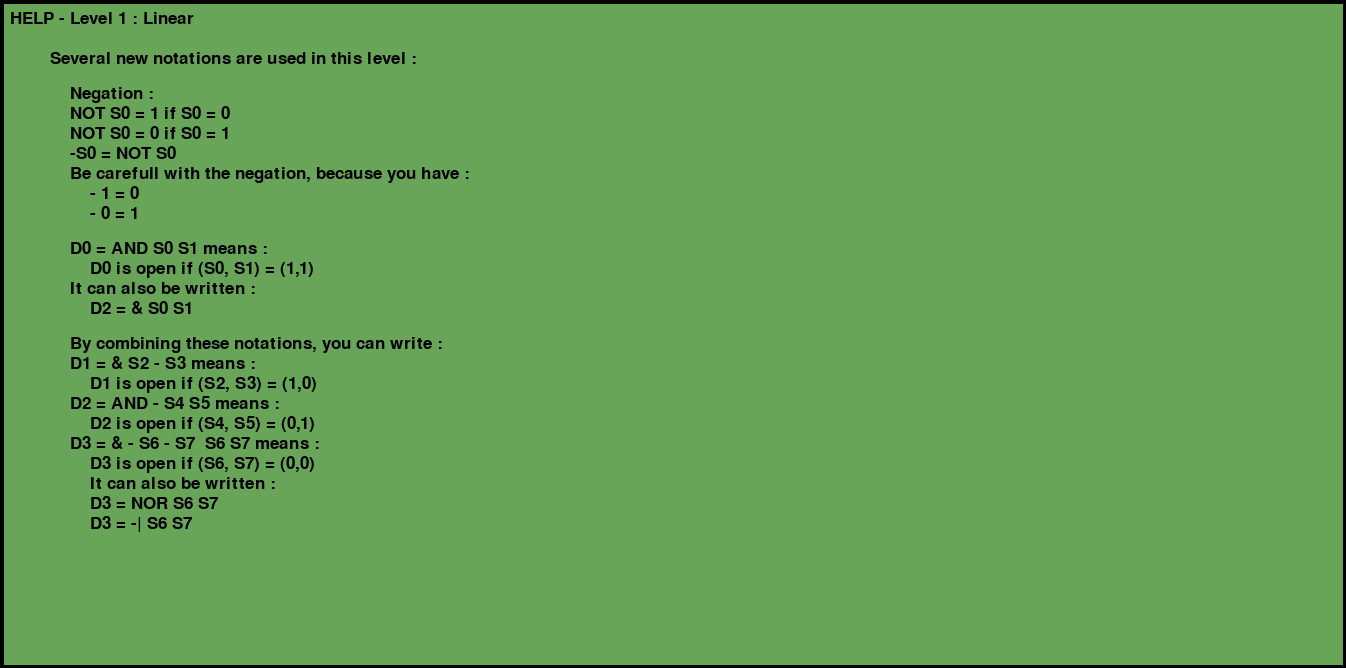 HELP - Level 1 : Linear
Several new notations are used in this level :
Negation :
NOT S0 = 1 if S0 = 0
NOT S0 = 0 if S0 = 1
-S0 = NOT S0
Be carefull with the negation, because you have :
- 1 = 0
- 0 = 1
D0 = AND S0 S1 means :
D0 is open if (S0, S1) = (1,1)
It can also be written :
D2 = & S0 S1
By combining these notations, you can write :
D1 = & S2 - S3 means :
D1 is open if (S2, S3) = (1,0)
D2 = AND - S4 S5 means :
D2 is open if (S4, S5) = (0,1)
D3 = & - S6 - S7  S6 S7 means :
D3 is open if (S6, S7) = (0,0)
It can also be written :
D3 = NOR S6 S7
D3 = -| S6 S7